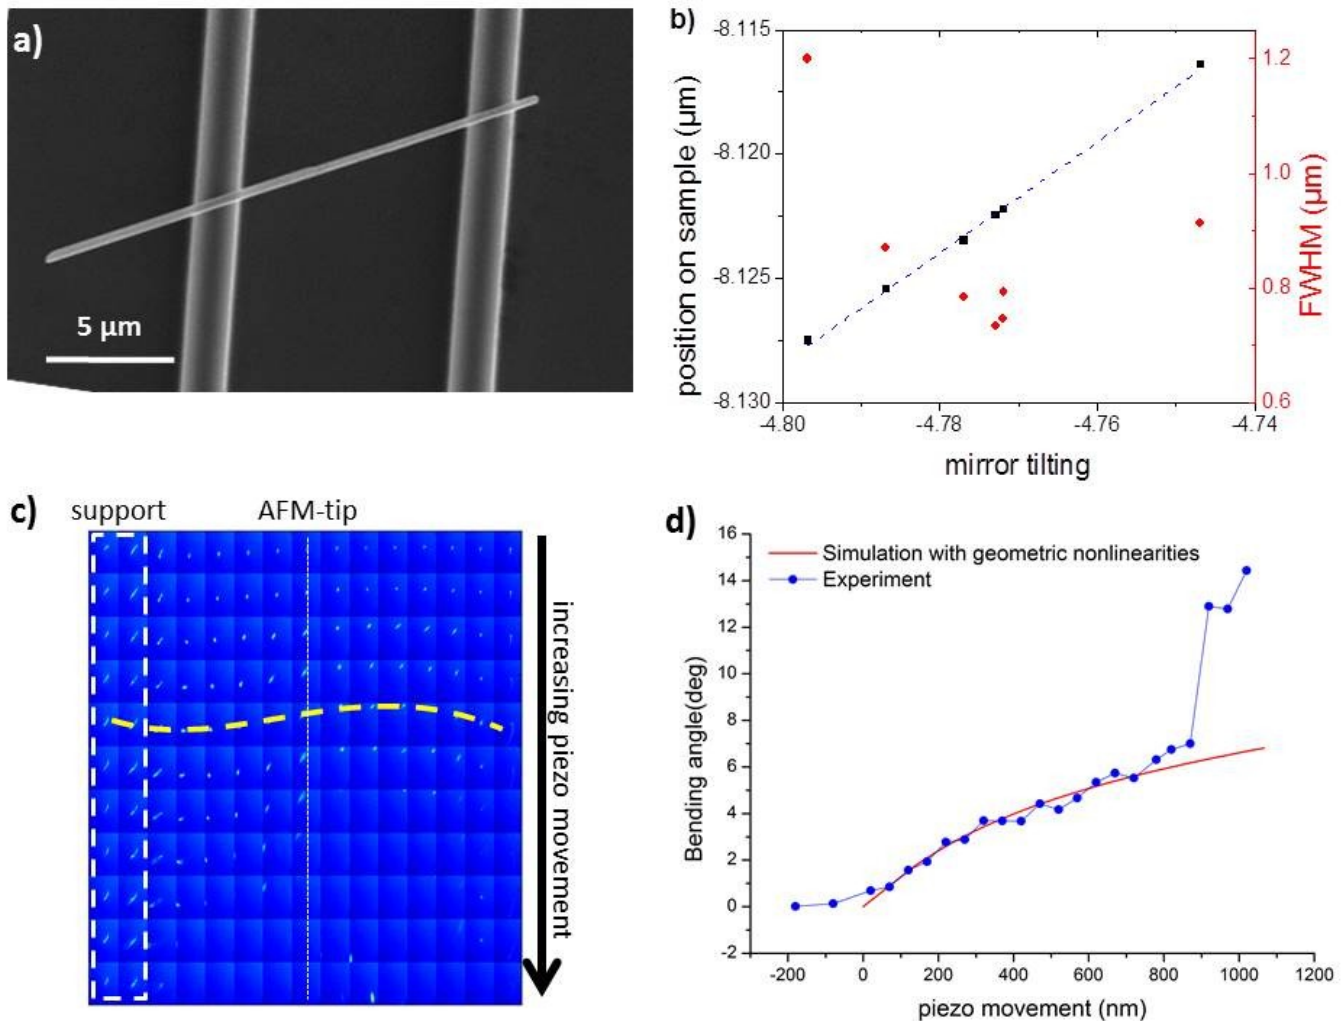 a)
5 µm
b)
-8.115
-8.120
-8.125
-8.130
position on sample (µm)
-4.80
-4.78
-4.76
-4.74
mirror tilting
1.2
1.0
0.8
0.6
FWHM (µm)
c)
support
AFM-tip
increasing piezo movement
d)
16
14
12
10
8
6
4
2
0
-2
Bending angle(deg)
Simulation with geometric nonlinearities
Experiment
-200
0
200
400
600
800
1000
1200
piezo movement (nm)